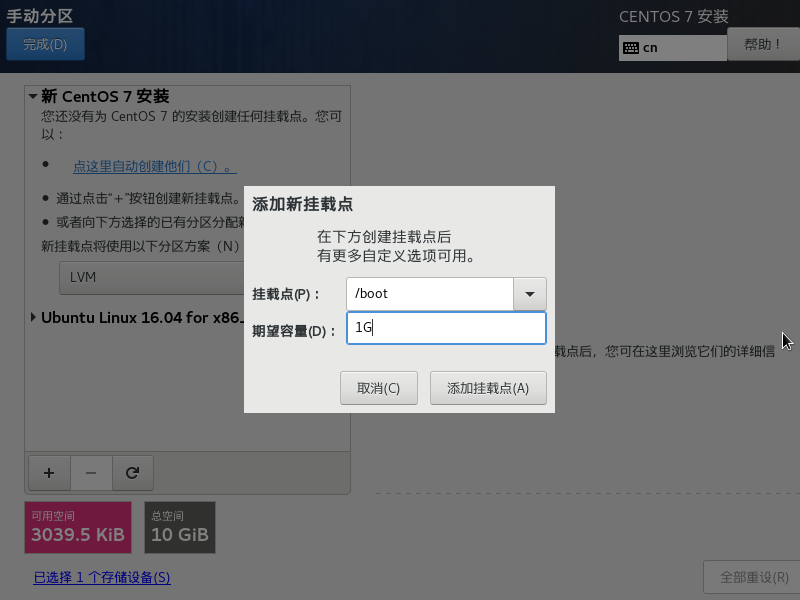 手动分区
CENTOS 7 安装
完成(D)
cn
帮助！
新 CentOS 7 安装
您还没有为 CentOS 7 的安装创建任何挂载点。您可
以：
点这里自动创建他们（C）。
通过点击“+”按钮创建新挂载点。
或者向下方选择的已有分区分配
新挂载点将使用以下分区方案（N）
LVM
Ubuntu Linux 16.04 for x86_
添加新挂载点
在下方创建挂载点后
有更多自定义选项可用。
挂载点(P)：
/boot
期望容量(D)：
1G
取消(C)
添加挂载点(A)
载点后，您可在这里浏览它们的详细信
可用空间
3039.5 KiB
总空间
10 GiB
已选择 1 个存储设备(S)
全部重设(R)